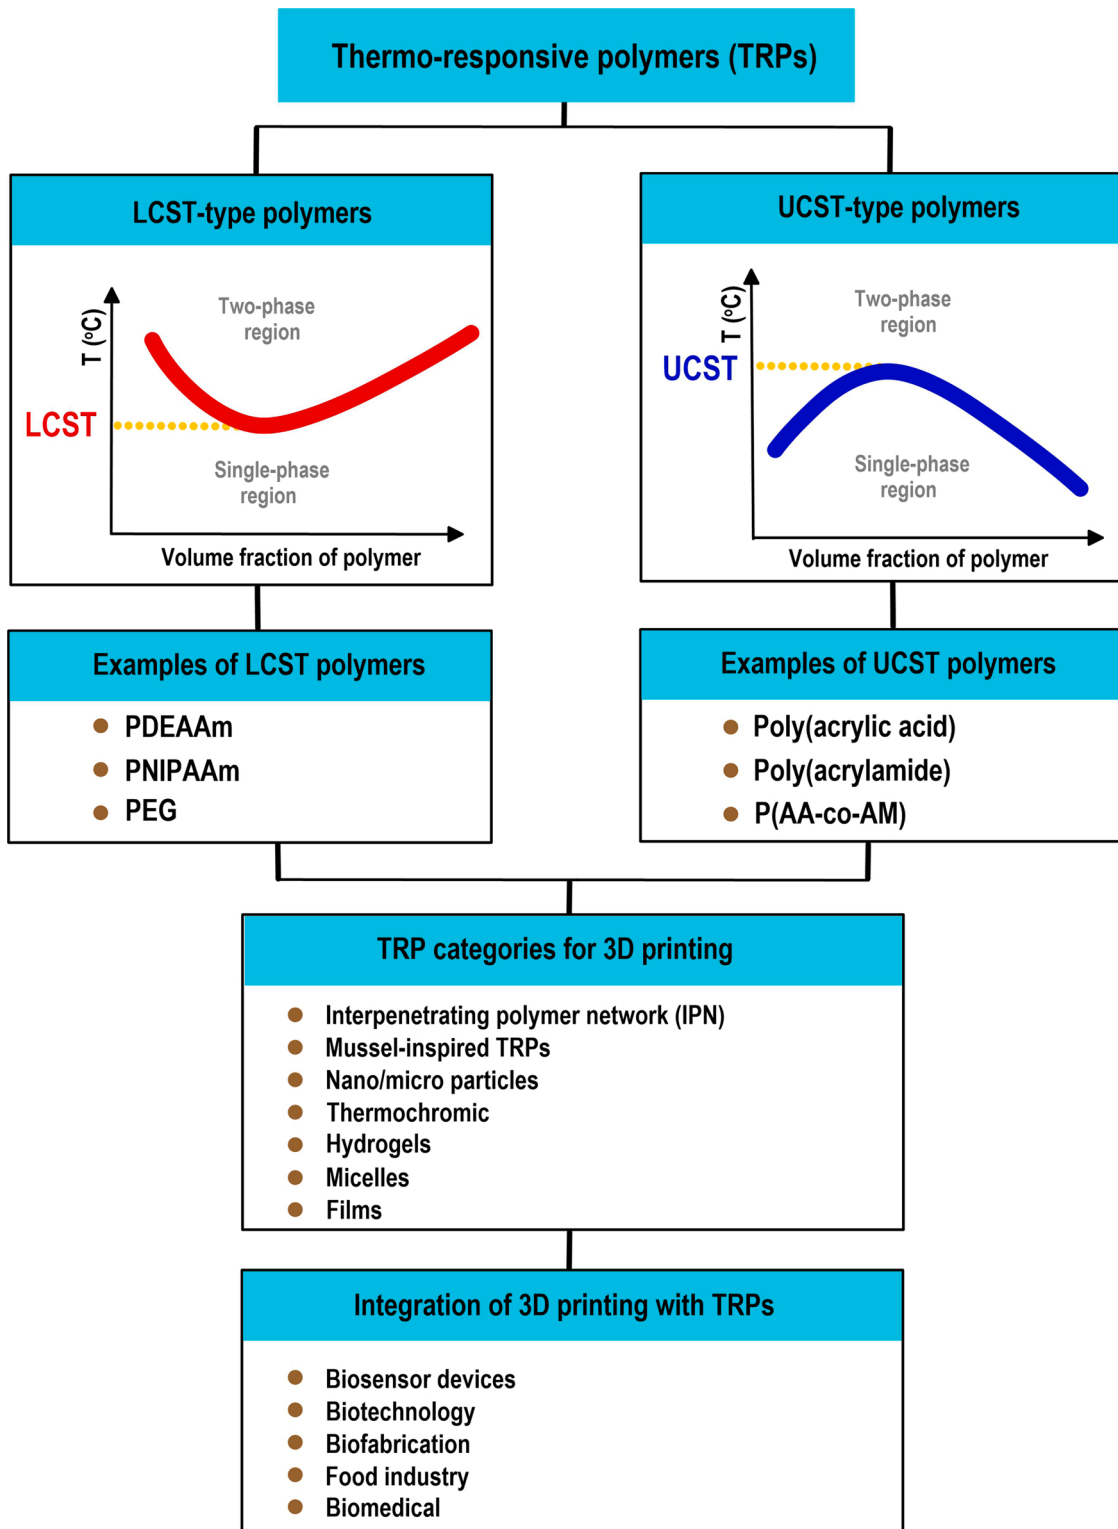 Thermo-responsive polymers (TRPs)
LCST-type polymers
T (ºC)
Two-phase
region
LCST
Single-phase
region
Volume fraction of polymer
UCST-type polymers
T (ºC)
Two-phase
region
UCST
Single-phase
region
Volume fraction of polymer
Examples of LCST polymers
PDEAAm
PNIPAAm
PEG
Examples of UCST polymers
Poly(acrylic acid)
Poly(acrylamide)
P(AA-co-AM)
TRP categories for 3D printing
Interpenetrating polymer network (IPN)
Mussel-inspired TRPs
Nano/micro particles
Thermochromic
Hydrogels
Micelles
Films
Integration of 3D printing with TRPs
Biosensor devices
Biotechnology
Biofabrication
Food industry
Biomedical